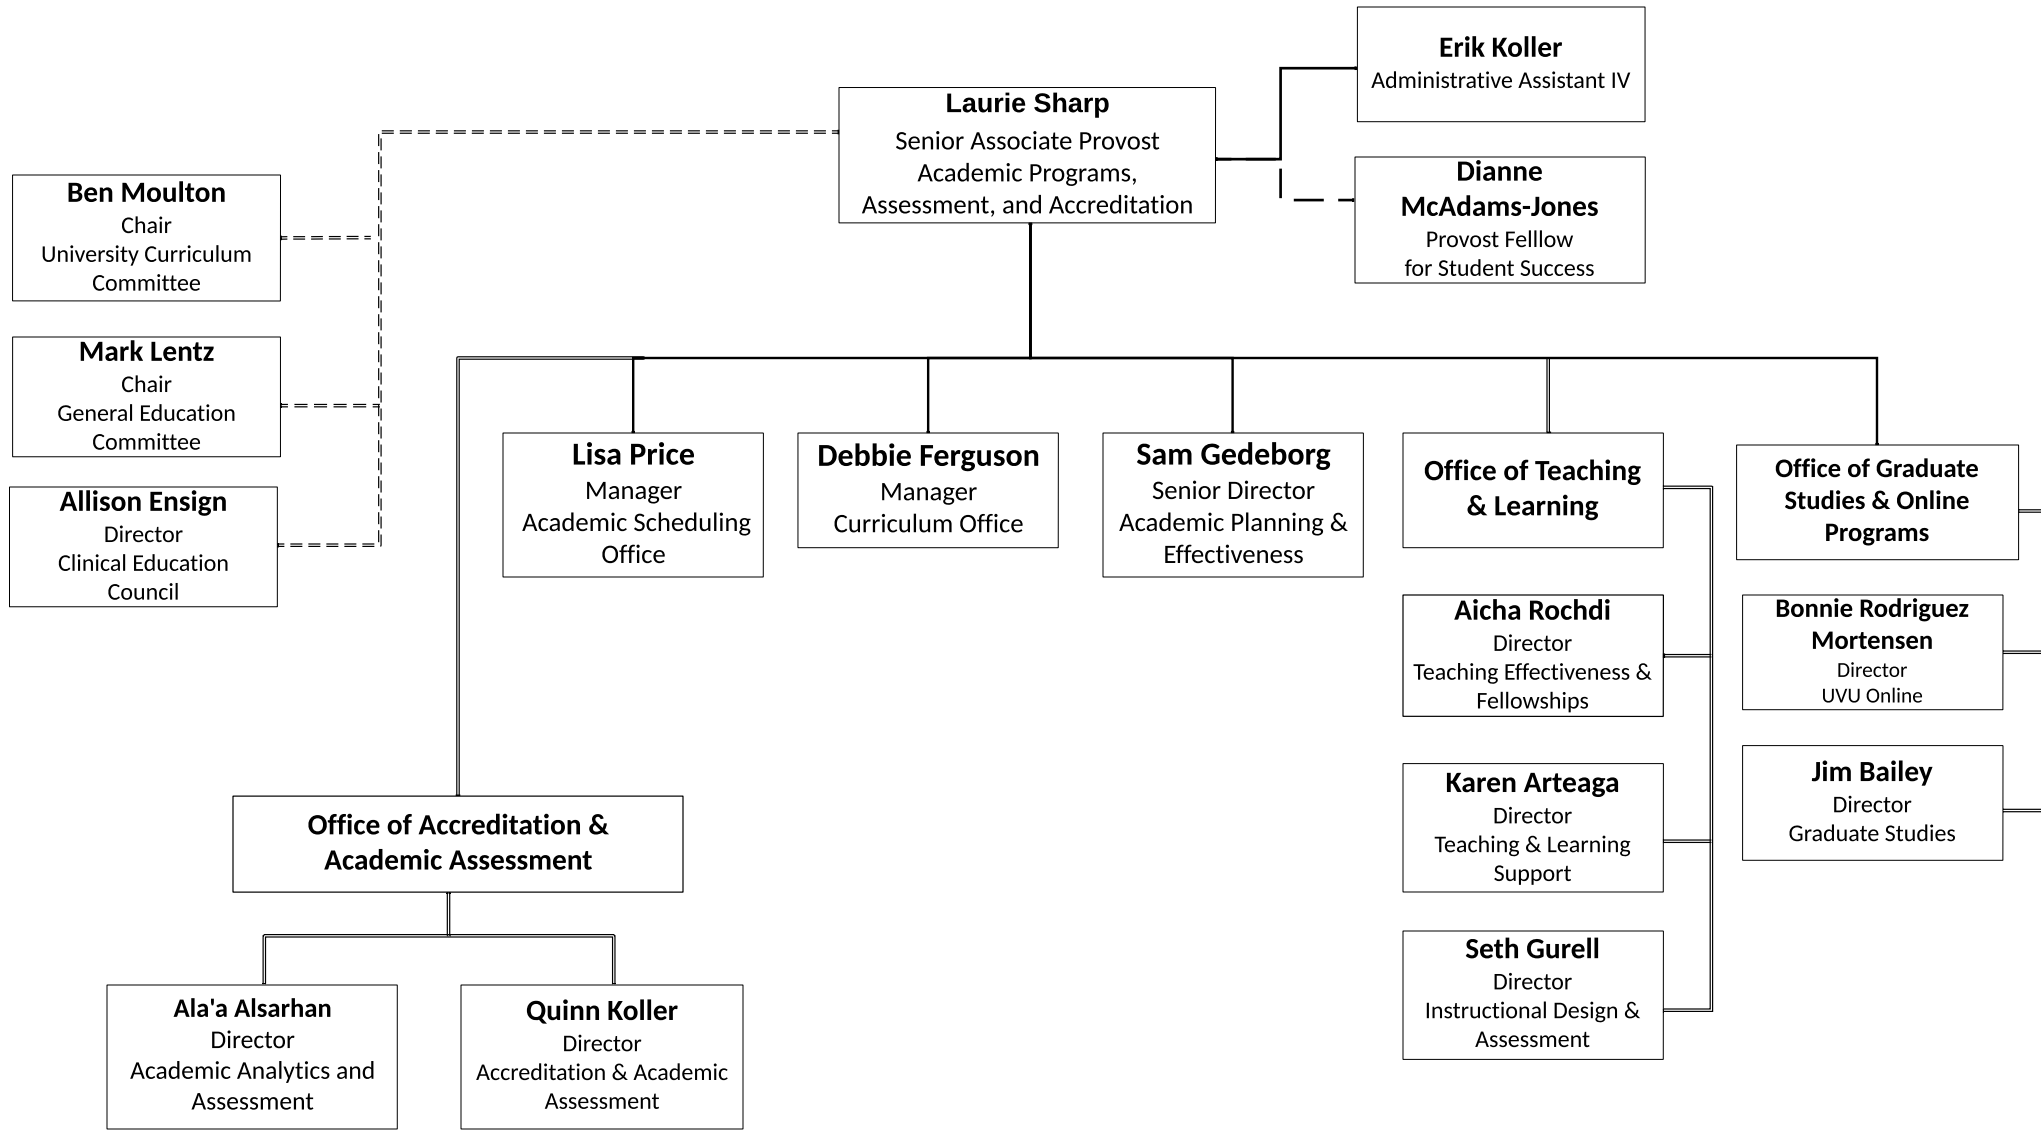 Erik Koller
Administrative Assistant IV
Laurie Sharp
Senior Associate Provost
Academic Programs,
Assessment, and Accreditation
Dianne
McAdams-Jones
Provost Felllow
for Student Success
Ben Moulton
Chair
University Curriculum
Committee
Mark Lentz
Chair
General Education
Committee
Allison Ensign
Director
Clinical Education
Council
Lisa Price
Manager
Academic Scheduling
Office
Debbie Ferguson
Manager
Curriculum Office
Sam Gedeborg
Senior Director
Academic Planning &
Effectiveness
Office of Teaching
& Learning
Office of Graduate
Studies & Online
Programs
Aicha Rochdi
Director
Teaching Effectiveness &
Fellowships
Bonnie Rodriguez
Mortensen
Director
UVU Online
Karen Arteaga
Director
Teaching & Learning
Support
Jim Bailey
Director
Graduate Studies
Seth Gurell
Director
Instructional Design &
Assessment
Office of Accreditation &
Academic Assessment
Ala'a Alsarhan
Director
Academic Analytics and
Assessment
Quinn Koller
Director
Accreditation & Academic
Assessment